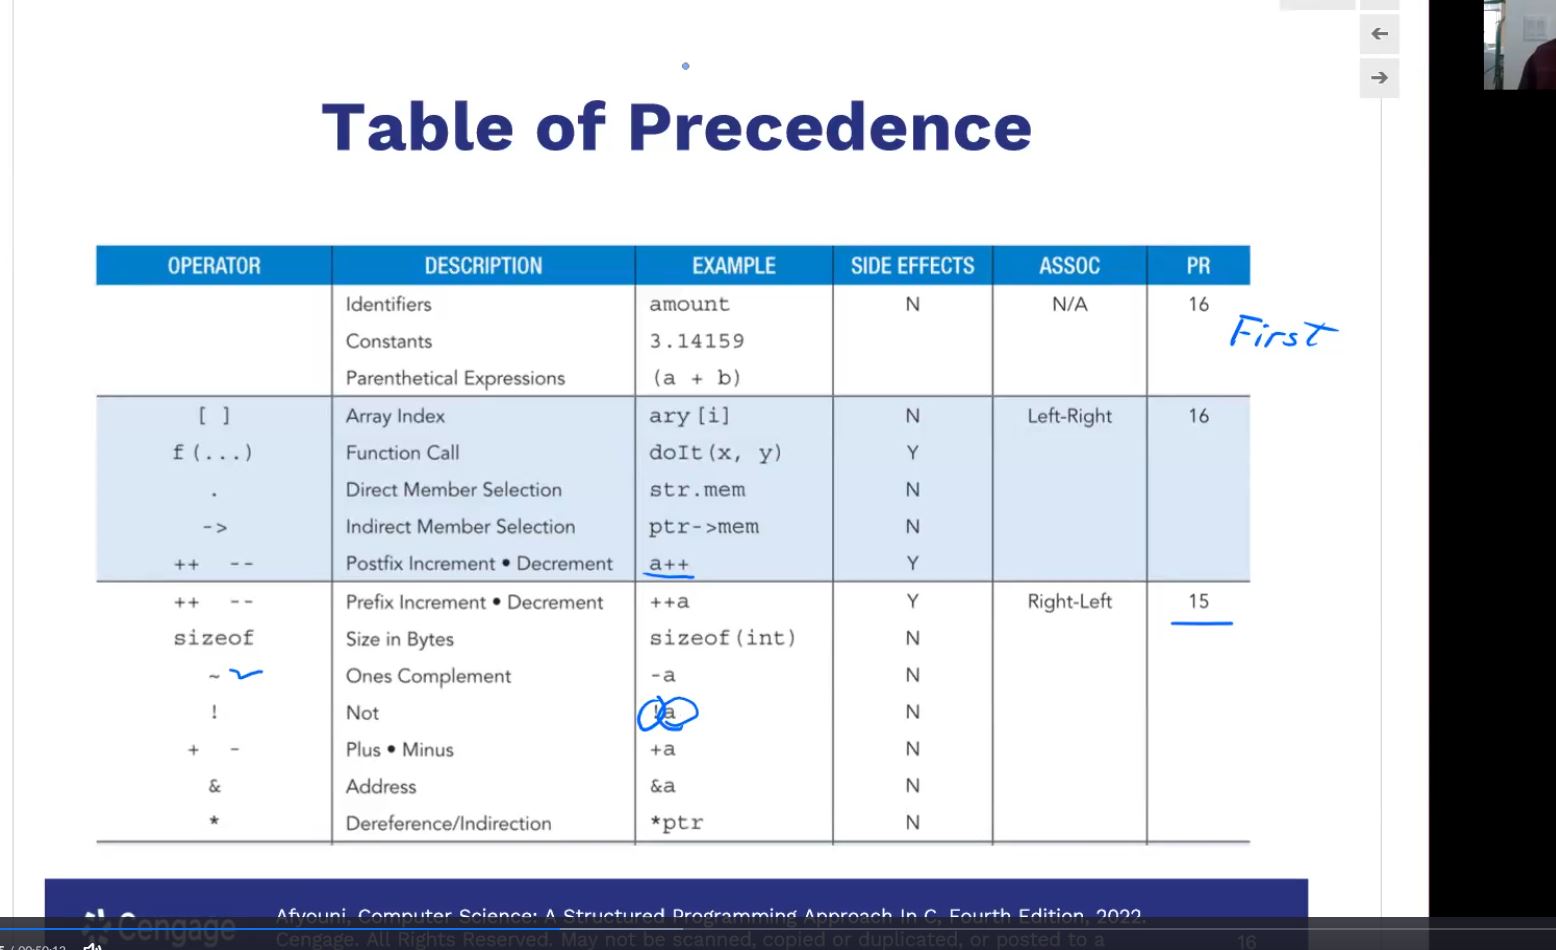 Table of Precedence
OPERATOR DESCRIPTION EXAMPLE SIDE EFFECTS ASSOC PR
Identifiers amount N N/A 16
First
Constants 3.14159
Parenthetical Expressions (a + b)
[ ] Array Index ary[i] N Left-Right 16
f(...) Function Call doIt(x, y) Y
. Direct Member Selection str.mem N
-> Indirect Member Selection ptr->mem N
++ -- Postfix Increment • Decrement a++ Y
++ -- Prefix Increment • Decrement ++a Y Right-Left 15
sizeof Size in Bytes sizeof(int) N
~ Ones Complement -a N
! Not !a N
+ - Plus • Minus +a N
& Address &a N
* Dereference/Indirection *ptr N
Cengage
Afyouni, Computer Science: A Structured Programming Approach in C, Fourth Edition, 2022.
Cengage. All Rights Reserved. May not be scanned, copied or duplicated, or posted to a
16